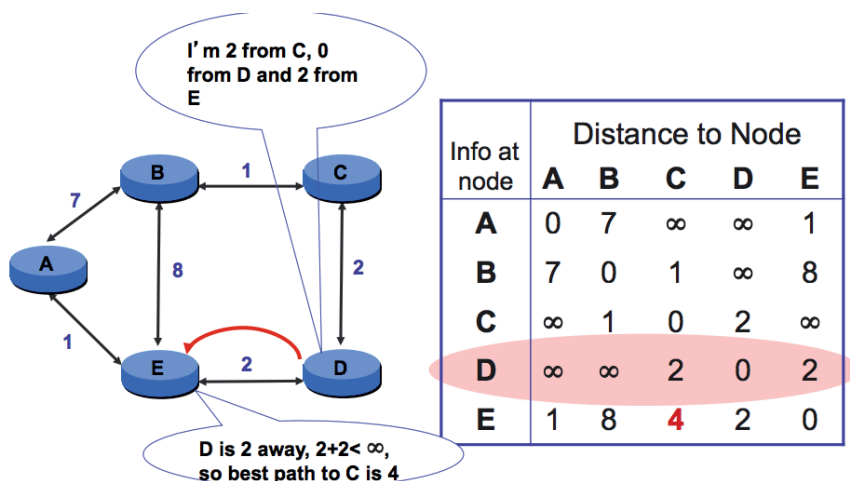 I’m 2 from C, 0
from D and 2 from
E
B
1
C
7
A
8
2
1
E
2
D
D is 2 away, 2+2< ∞,
so best path to C is 4
Info at
node
Distance to Node
A B C D E
A 0 7 ∞ ∞ 1
B 7 0 1 ∞ 8
C ∞ 1 0 2 ∞
D ∞ ∞ 2 0 2
E 1 8 4 2 0